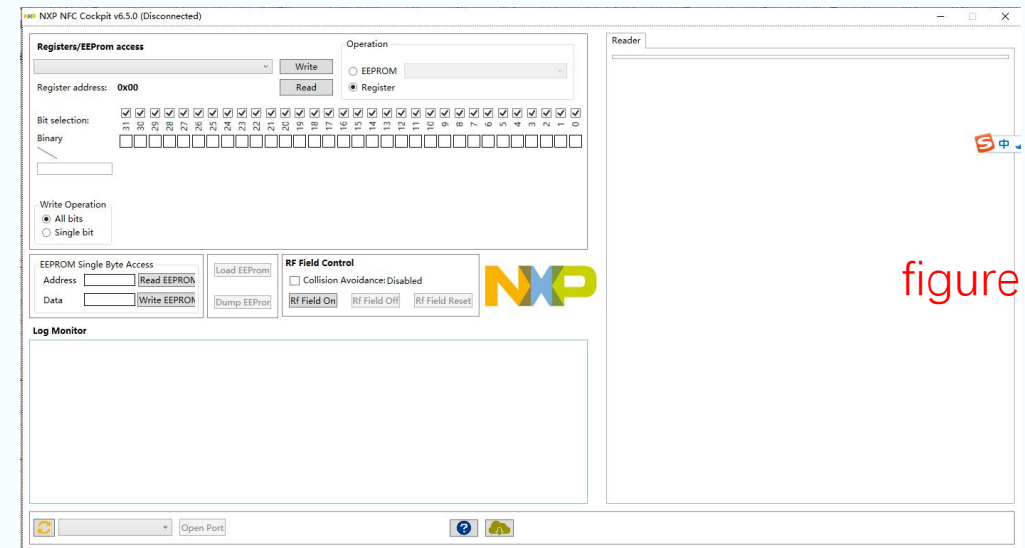 NXP NXP NFC Cockpit v6.5.0 (Disconnected)
Registers/EEProm access
Write
Register address: 0x00
Read
Operation
EEPROM
Register
Bit selection:
31 30 29 28 27 26 25 24 23 22 21 20 19 18 17 16 15 14 13 12 11 10 9 8 7 6 5 4 3 2 1 0
Binary
Write Operation
All bits
Single bit
EEPROM Single Byte Access
Address
Read EEPROM
Data
Write EEPROM
Load EEProm
Dump EEPror
RF Field Control
Collision Avoidance: Disabled
Rf Field On
Rf Field Off
RF Field Reset
NXP
Log Monitor
Open Port
?
Reader
S 中
figure